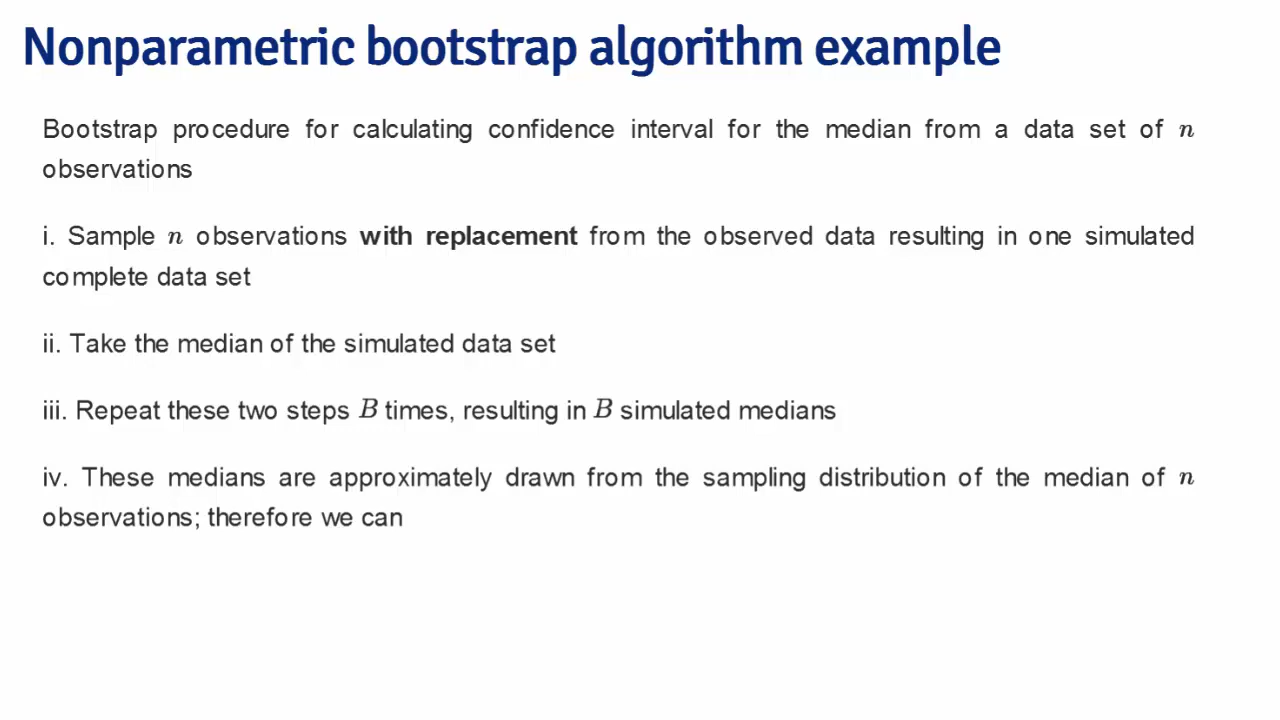 Nonparametric bootstrap algorithm example
Bootstrap procedure for calculating confidence interval for the median from a data set of n
observations
i. Sample n observations with replacement from the observed data resulting in one simulated
complete data set
ii. Take the median of the simulated data set
iii. Repeat these two steps B times, resulting in B simulated medians
iv. These medians are approximately drawn from the sampling distribution of the median of n
observations; therefore we can